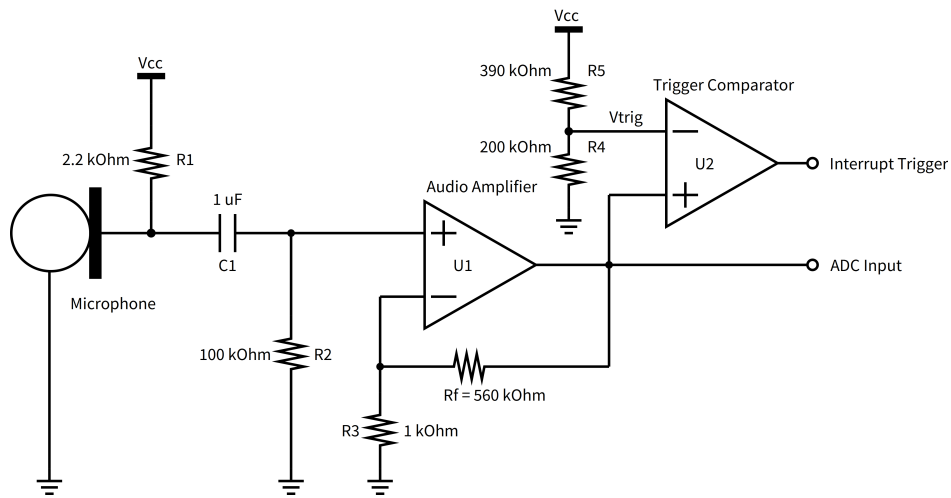 Vcc
390 kOhm R5
Vcc
Trigger Comparator
Vtrig
2.2 kOhm R1
200 kOhm R4
U2
Interrupt Trigger
Audio Amplifier
1 uF
C1
U1
ADC Input
Microphone
100 kOhm R2
Rf = 560 kOhm
R3 1 kOhm